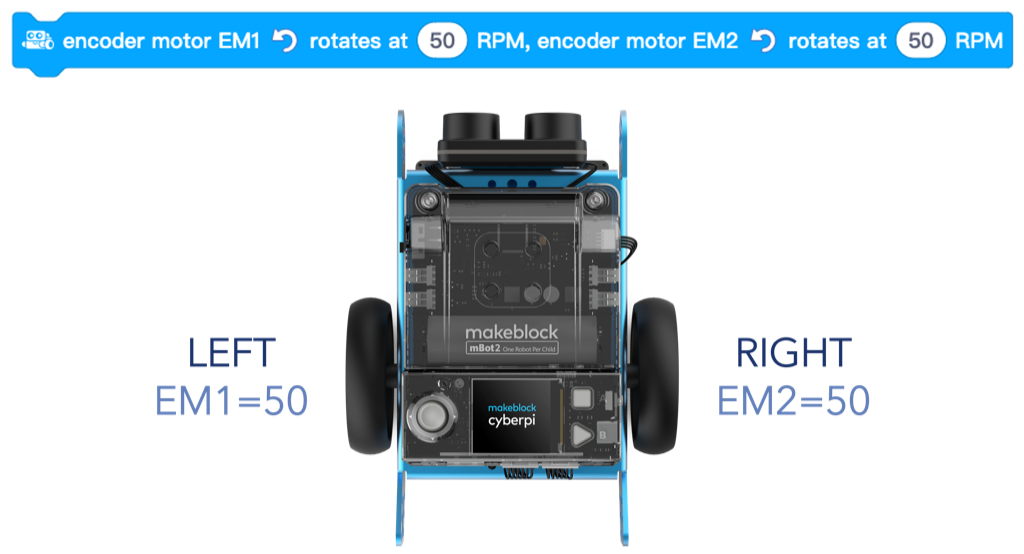 encoder motor EM1 rotates at 50 RPM, encoder motor EM2 rotates at 50 RPM
makeblock
mBot2 One Robot Per Child
LEFT
EM1=50
RIGHT
EM2=50
makeblock
cyberpi
B